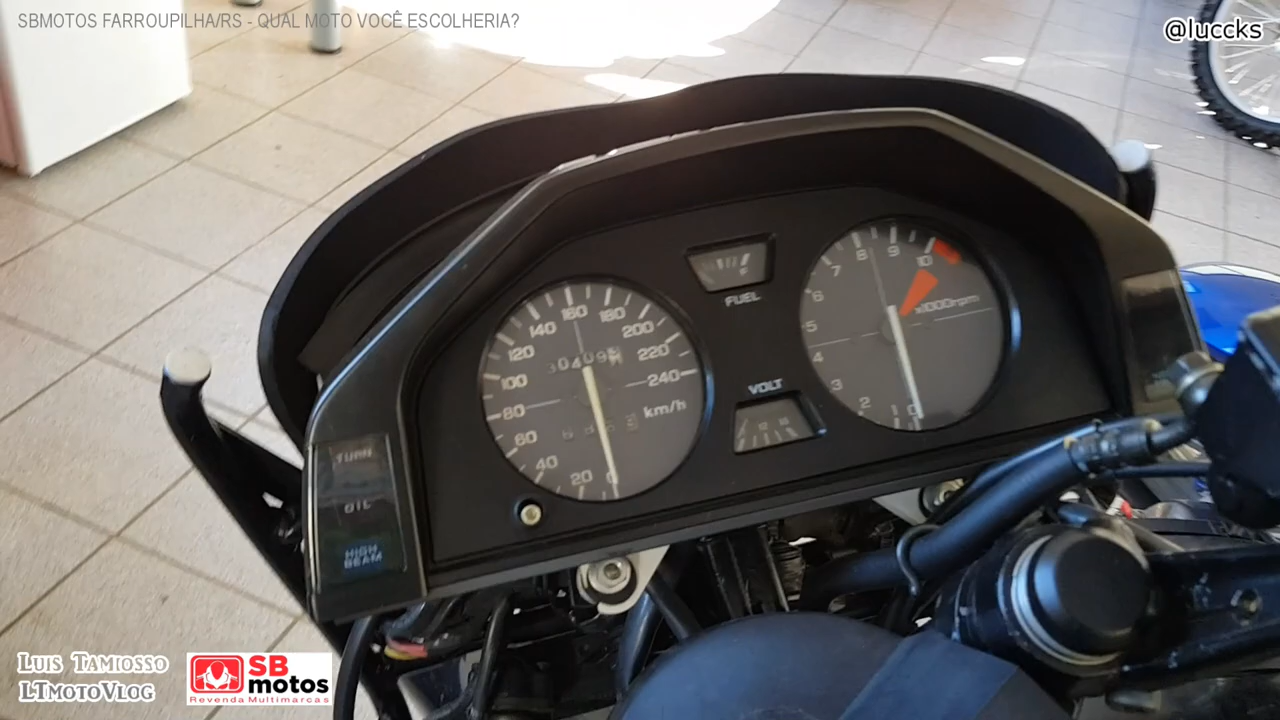 SBMOTOS FARROUPILHA/RS - QUAL MOTO VOCÊ ESCOLHERIA?
@luccks
FUEL
F
VOLT
0
20
40
60
80
100
120
140
160
180
200
220
240
km/h
0
1
2
3
4
5
6
7
8
9
10
x1000rpm
TURN
OIL
HIGH
BEAM
LUIS TAMIOSSO
LTMOTOVLOG
SB
motos
Revenda Multimarcas